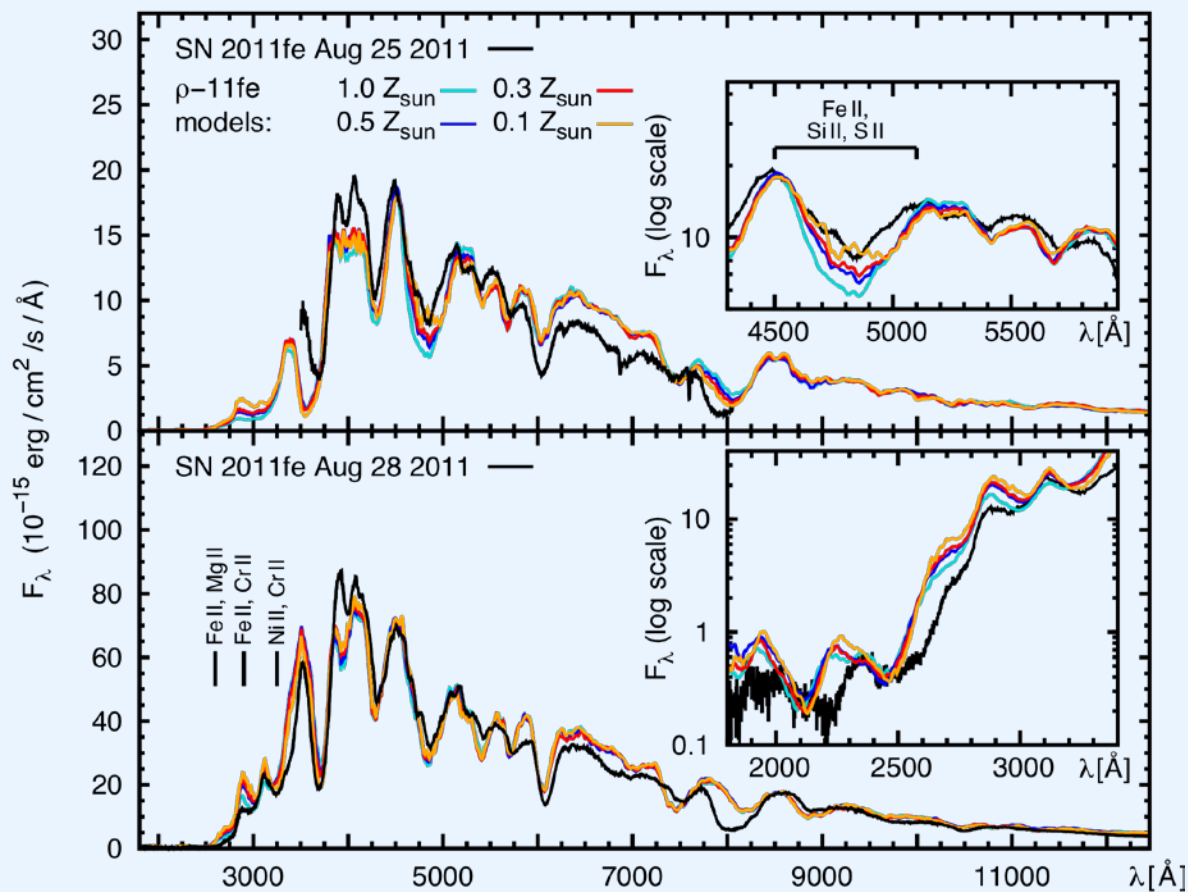 SN 2011fe Aug 25 2011
ρ−11fe 1.0 Z_sun 0.3 Z_sun
models: 0.5 Z_sun 0.1 Z_sun
30
25
20
15
10
5
0
Fe II,
Si II, S II
F_λ (log scale)
10
4500 5000 5500 λ[Å]
F_λ (10^−15 erg / cm^2 /s / Å)
SN 2011fe Aug 28 2011
120
100
80
60
40
20
0
Fe II, Mg II
Fe II, Cr II
Ni II, Cr II
F_λ (log scale)
10
1
0.1
2000 2500 3000 λ[Å]
3000 5000 7000 9000 11000 λ[Å]